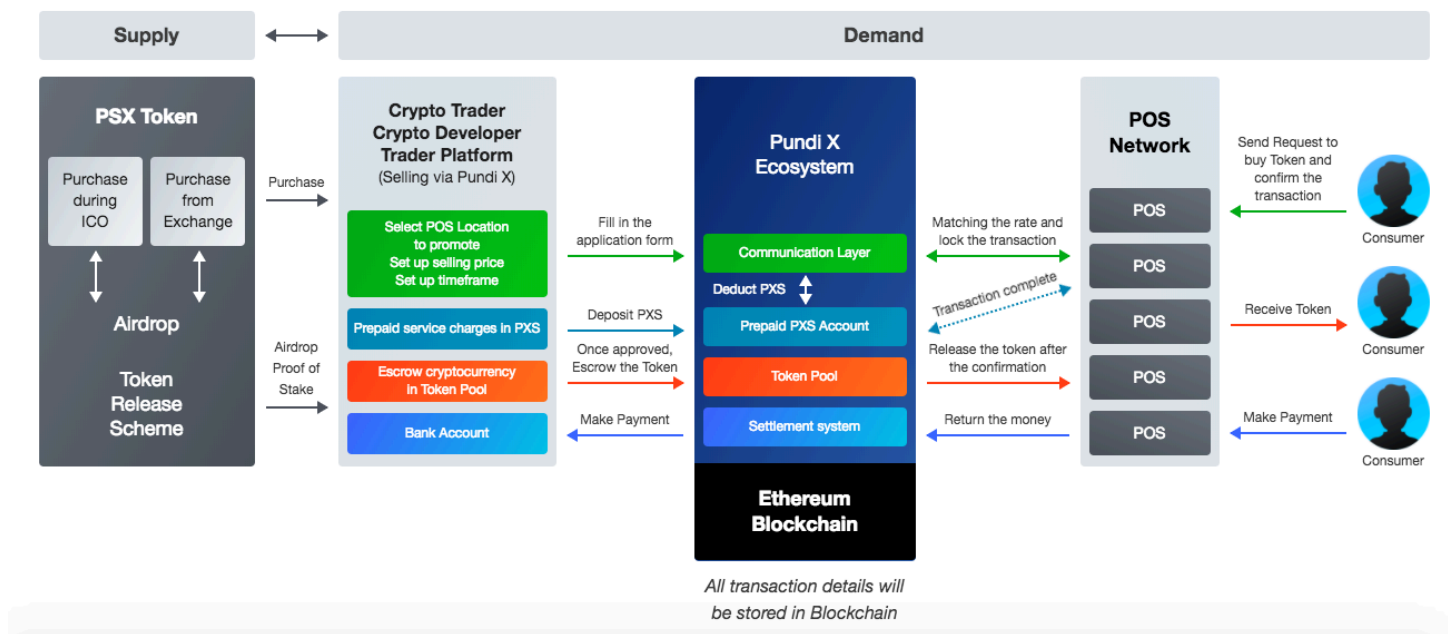 Supply
Demand
PSX Token
Purchase
during
ICO
Purchase
from
Exchange
Airdrop
Token
Release
Scheme
Purchase
Airdrop
Proof of
Stake
Crypto Trader
Crypto Developer
Trader Platform
(Selling via Pundi X)
Select POS Location
to promote
Set up selling price
Set up timeframe
Prepaid service charges in PXS
Escrow cryptocurrency
in Token Pool
Bank Account
Fill in the
application form
Deposit PXS
Once approved,
Escrow the Token
Make Payment
Pundi X
Ecosystem
Communication Layer
Deduct PXS
Prepaid PXS Account
Token Pool
Settlement system
Ethereum
Blockchain
All transaction details will
be stored in Blockchain
Matching the rate and
lock the transaction
Transaction complete
Release the token after
the confirmation
Return the money
POS
Network
POS
POS
POS
POS
POS
Send Request to
buy Token and
confirm the
transaction
Consumer
Receive Token
Consumer
Make Payment
Consumer